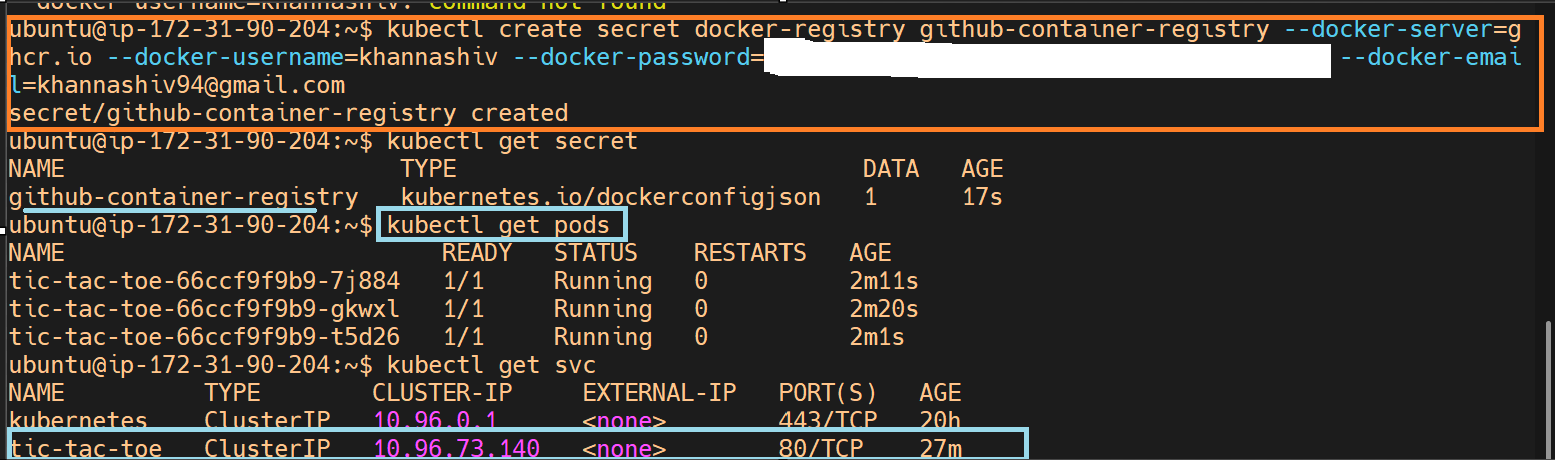 docker-username=khannashiv: command not found
ubuntu@ip-172-31-90-204:~$ kubectl create secret docker-registry github-container-registry --docker-server=g
hcr.io --docker-username=khannashiv --docker-password= --docker-emai
l=khannashiv94@gmail.com
secret/github-container-registry created
ubuntu@ip-172-31-90-204:~$ kubectl get secret
NAME TYPE DATA AGE
github-container-registry kubernetes.io/dockerconfigjson 1 17s
ubuntu@ip-172-31-90-204:~$ kubectl get pods
NAME READY STATUS RESTARTS AGE
tic-tac-toe-66ccf9f9b9-7j884 1/1 Running 0 2m11s
tic-tac-toe-66ccf9f9b9-gkwxl 1/1 Running 0 2m20s
tic-tac-toe-66ccf9f9b9-t5d26 1/1 Running 0 2m1s
ubuntu@ip-172-31-90-204:~$ kubectl get svc
NAME TYPE CLUSTER-IP EXTERNAL-IP PORT(S) AGE
kubernetes ClusterIP 10.96.0.1 <none> 443/TCP 20h
tic-tac-toe ClusterIP 10.96.73.140 <none> 80/TCP 27m